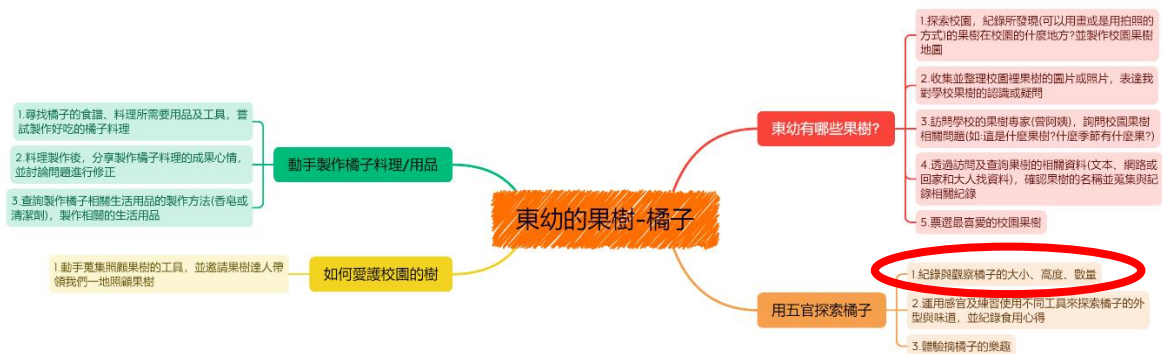 東幼的果樹-橘子
東幼有哪些果樹?
1.探索校園，紀錄所發現(可以用畫或是用拍照的
方式)的果樹在校園的什麼地方?並製作校園果樹
地圖
2.收集並整理校園裡果樹的圖片或照片，表達我
對學校果樹的認識或疑問
3.訪問學校的果樹專家(曾阿姨)，詢問校園果樹
相關問題(如:這是什麼果樹?什麼季節有什麼果?)
4.透過訪問及查詢果樹的相關資料(文本、網路或
回家和大人找資料)，確認果樹的名稱並蒐集與記
錄相關紀錄
5.票選最喜愛的校園果樹
用五官探索橘子
1.紀錄與觀察橘子的大小、高度、數量
2.運用感官及練習使用不同工具來探索橘子的外
型與味道，並紀錄食用心得
3.體驗摘橘子的樂趣
動手製作橘子料理/用品
1.尋找橘子的食譜、料理所需要用品及工具，嘗
試製作好吃的橘子料理
2.料理製作後，分享製作橘子料理的成果心情，
並討論問題進行修正
3.查詢製作橘子相關生活用品的製作方法(香皂或
清潔劑)，製作相關的生活用品
如何愛護校園的樹
1.動手蒐集照顧果樹的工具，並邀請果樹達人帶
領我們一地照顧果樹